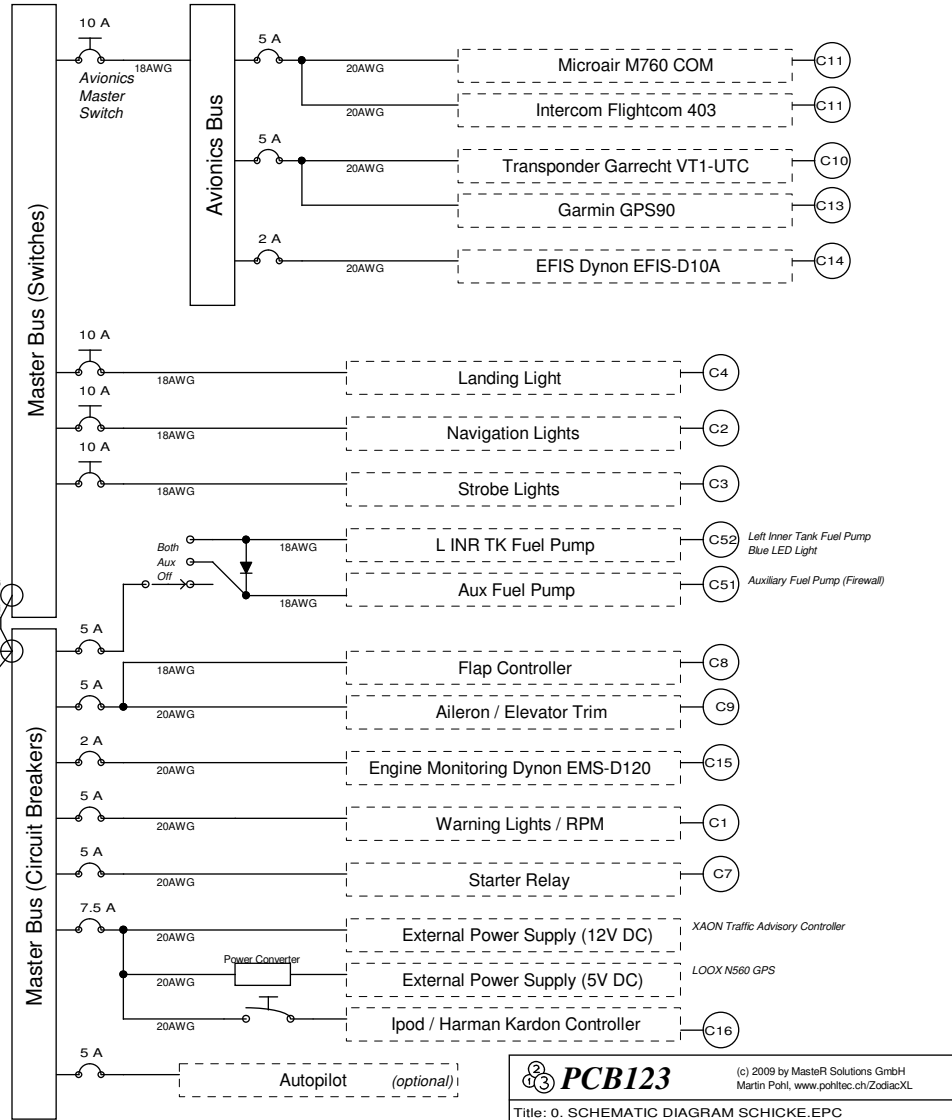 10 A
18AWG
Avionics
Master
Switch
Master Bus (Switches)
Avionics Bus
5 A
20AWG
Microair M760 COM
C11
20AWG
Intercom Flightcom 403
C11
5 A
20AWG
Transponder Garrecht VT1-UTC
C10
20AWG
Garmin GPS90
C13
2 A
20AWG
EFIS Dynon EFIS-D10A
C14
10 A
18AWG
Landing Light
C4
10 A
18AWG
Navigation Lights
C2
10 A
18AWG
Strobe Lights
C3
Both
Aux
Off
18AWG
L INR TK Fuel Pump
C52
Left Inner Tank Fuel Pump
Blue LED Light
18AWG
Aux Fuel Pump
C51
Auxiliary Fuel Pump (Firewall)
Master Bus (Circuit Breakers)
5 A
18AWG
Flap Controller
C8
5 A
20AWG
Aileron / Elevator Trim
C9
2 A
20AWG
Engine Monitoring Dynon EMS-D120
C15
5 A
20AWG
Warning Lights / RPM
C1
5 A
20AWG
Starter Relay
C7
7.5 A
20AWG
External Power Supply (12V DC)
XAON Traffic Advisory Controller
Power Converter
20AWG
External Power Supply (5V DC)
LOOX N560 GPS
20AWG
Ipod / Harman Kardon Controller
C16
5 A
Autopilot (optional)
1 2 3 PCB123
(c) 2009 by MasteR Solutions GmbH
Martin Pohl, www.pohltec.ch/ZodiacXL
Title: 0. SCHEMATIC DIAGRAM SCHICKE.EPC